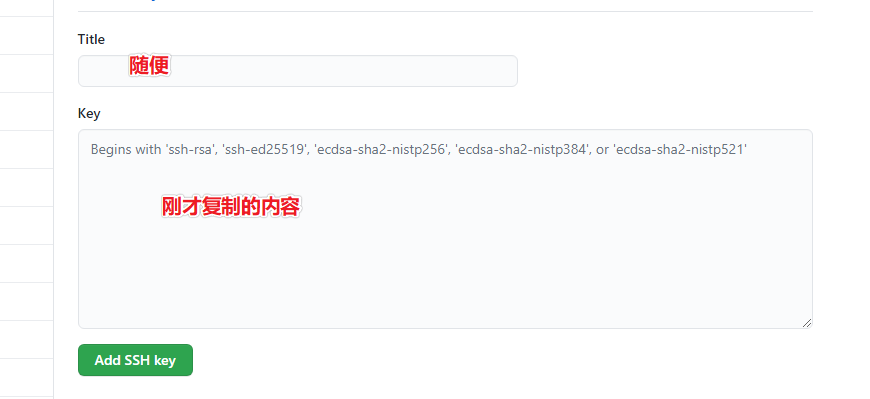 Title
随便
Key
Begins with 'ssh-rsa', 'ssh-ed25519', 'ecdsa-sha2-nistp256', 'ecdsa-sha2-nistp384', or 'ecdsa-sha2-nistp521'
刚才复制的内容
Add SSH key